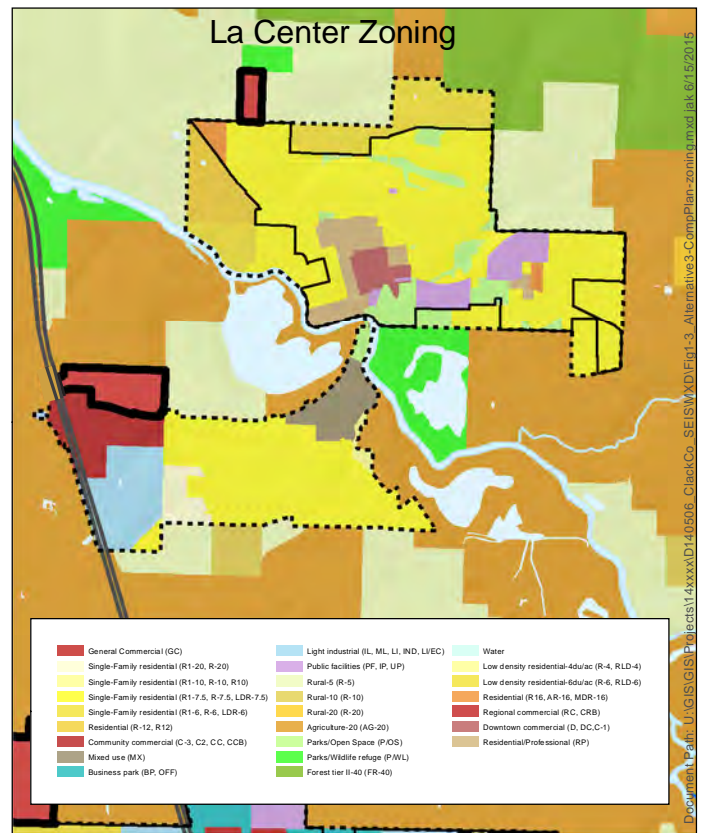 La Center Zoning
General Commercial (GC)
Single-Family residential (R1-20, R-20)
Single-Family residential (R1-10, R-10, R10)
Single-Family residential (R1-7.5, R-7.5, LDR-7.5)
Single-Family residential (R1-6, R-6, LDR-6)
Residential (R-12, R12)
Community commercial (C-3, C2, CC, CCB)
Mixed use (MX)
Business park (BP, OFF)
Light industrial (IL, ML, LI, IND, LI/EC)
Public facilities (PF, IP, UP)
Rural-5 (R-5)
Rural-10 (R-10)
Rural-20 (R-20)
Agriculture-20 (AG-20)
Parks/Open Space (P/OS)
Parks/Wildlife refuge (P/WL)
Forest tier II-40 (FR-40)
Water
Low density residential-4du/ac (R-4, RLD-4)
Low density residential-6du/ac (R-6, RLD-6)
Residential (R16, AR-16, MDR-16)
Regional commercial (RC, CRB)
Downtown commercial (D, DC,C-1)
Residential/Professional (RP)
Document Path: U:\GIS\GIS\Projects\14xxxx\D140506_ClackCo_SEIS\MXD\Fig1-3_Alternative3-CompPlan-zoning.mxd jak 6/15/2015